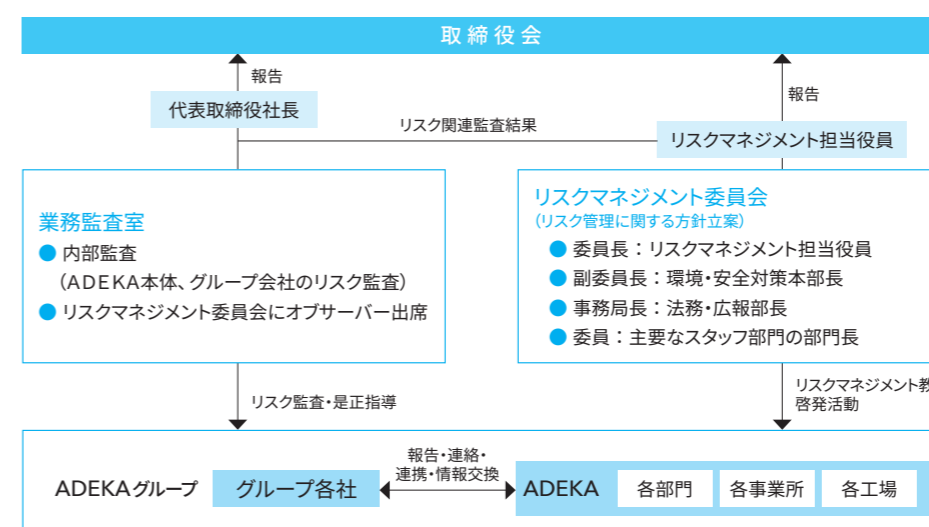 取締役会
報告
代表取締役社長
報告
リスク関連監査結果
リスクマネジメント担当役員
業務監査室
● 内部監査
（ADEKA本体、グループ会社のリスク監査）
● リスクマネジメント委員会にオブサーバー出席
リスクマネジメント委員会
（リスク管理に関する方針立案）
● 委員長：リスクマネジメント担当役員
● 副委員長：環境・安全対策本部長
● 事務局長：法務・広報部長
● 委員：主要なスタッフ部門の部門長
リスク監査・是正指導
リスクマネジメント教
啓発活動
ADEKAグループ
グループ各社
報告・連絡・
連携・情報交換
ADEKA
各部門
各事業所
各工場